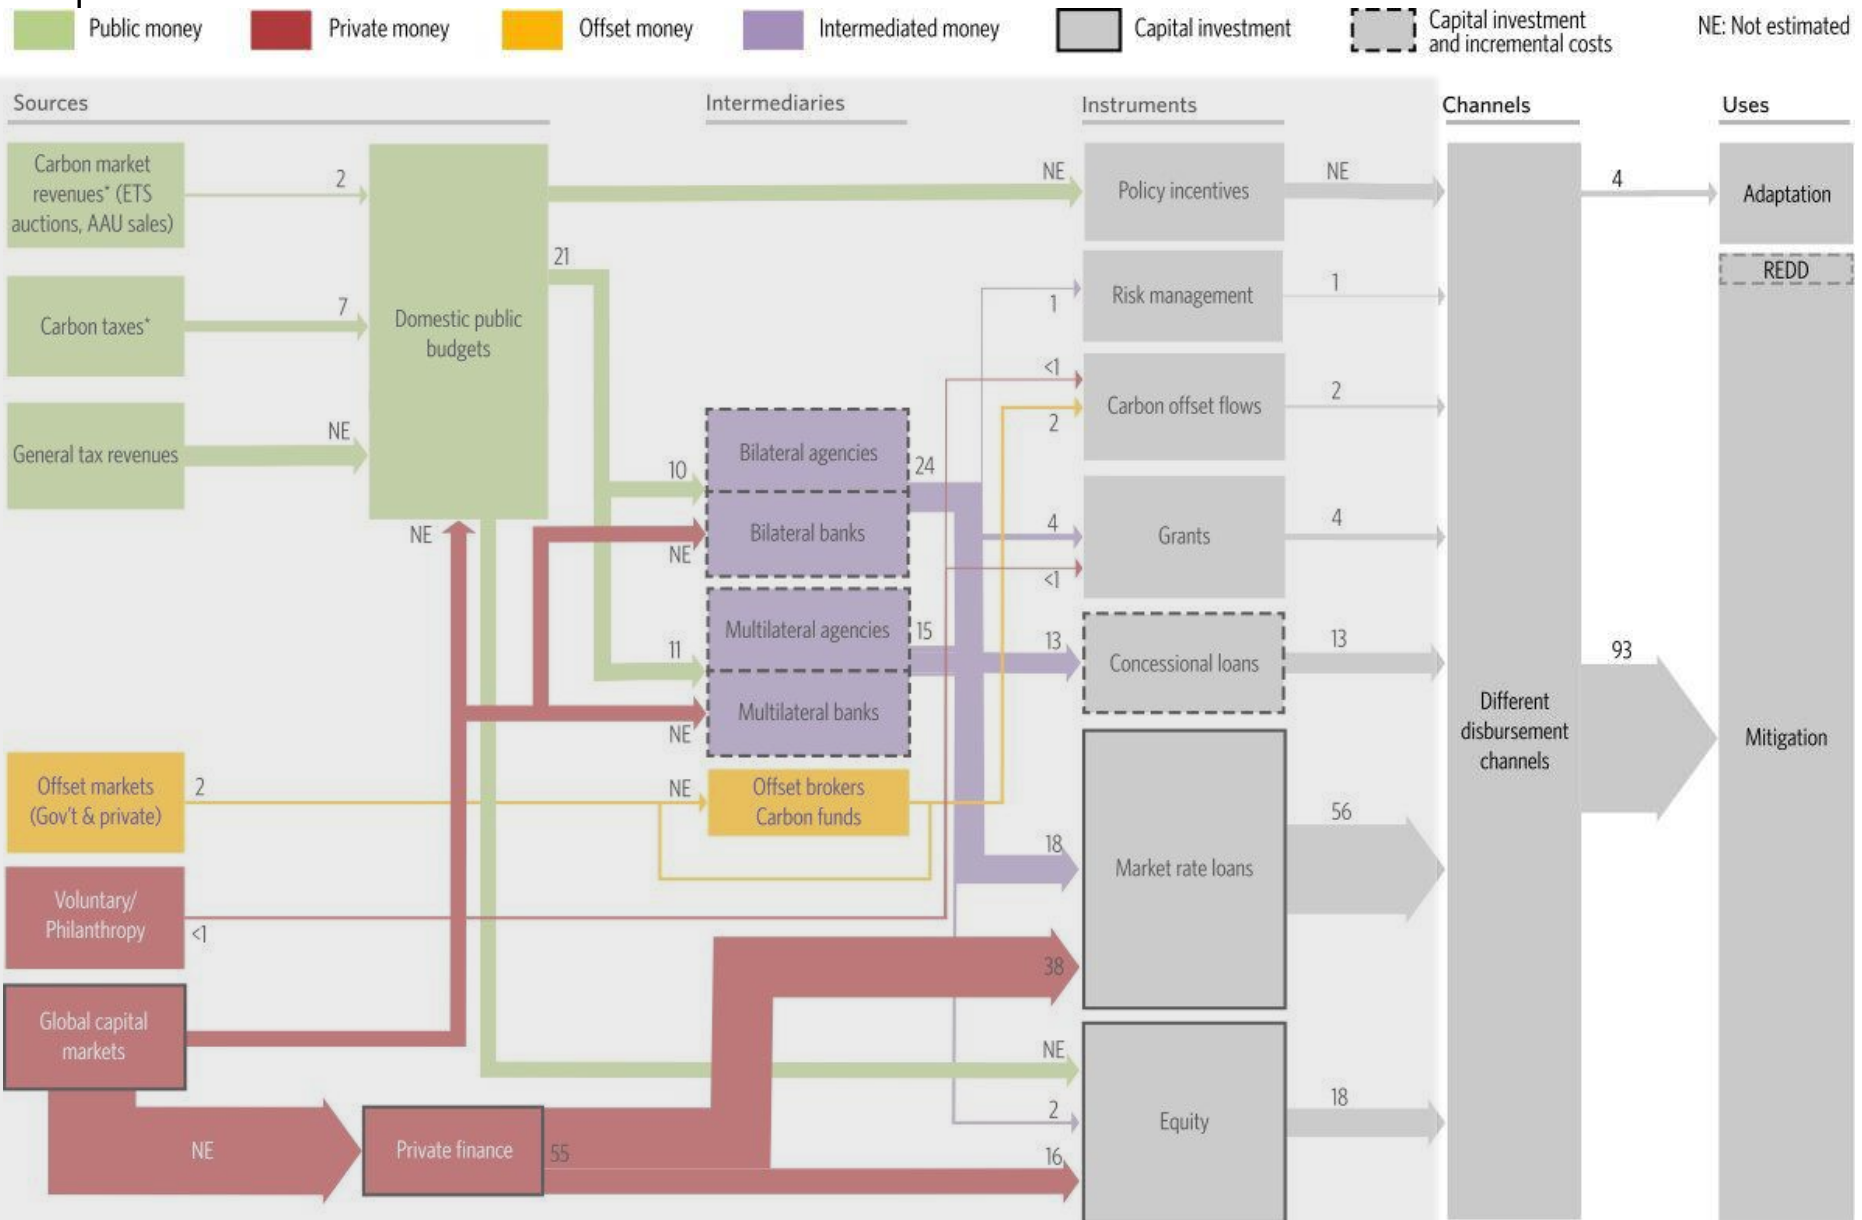 Public money
Private money
Offset money
Intermediated money
Capital investment
Capital investment
and incremental costs
NE: Not estimated
Sources
Intermediaries
Instruments
Channels
Uses
Carbon market
revenues* (ETS
auctions, AAU sales)
2
Carbon taxes*
7
General tax revenues
NE
Domestic public
budgets
21
NE
NE
10
NE
11
NE
Bilateral agencies
Bilateral banks
24
Multilateral agencies
Multilateral banks
15
Offset markets
(Gov't & private)
2
NE
Offset brokers
Carbon funds
Voluntary/
Philanthropy
<1
Global capital
markets
NE
Private finance
55
Policy incentives
NE
1
Risk management
1
<1
2
Carbon offset flows
2
4
<1
Grants
4
13
Concessional loans
13
18
38
Market rate loans
56
NE
2
16
Equity
18
Different
disbursement
channels
4
93
Adaptation
REDD
Mitigation